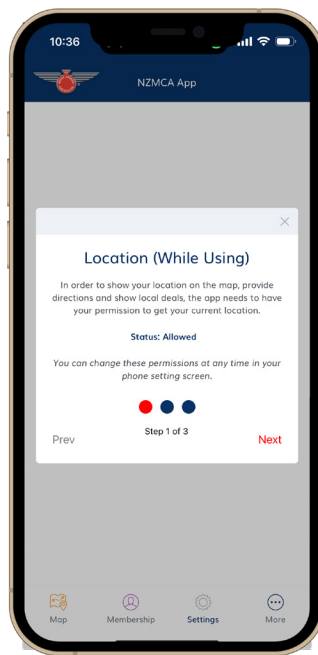 10:36
NZMCA App
Location (While Using)
In order to show your location on the map, provide
directions and show local deals, the app needs to have
your permission to get your current location.
Status: Allowed
You can change these permissions at any time in your
phone setting screen.
Step 1 of 3
Prev
Next
Map
Membership
Settings
More